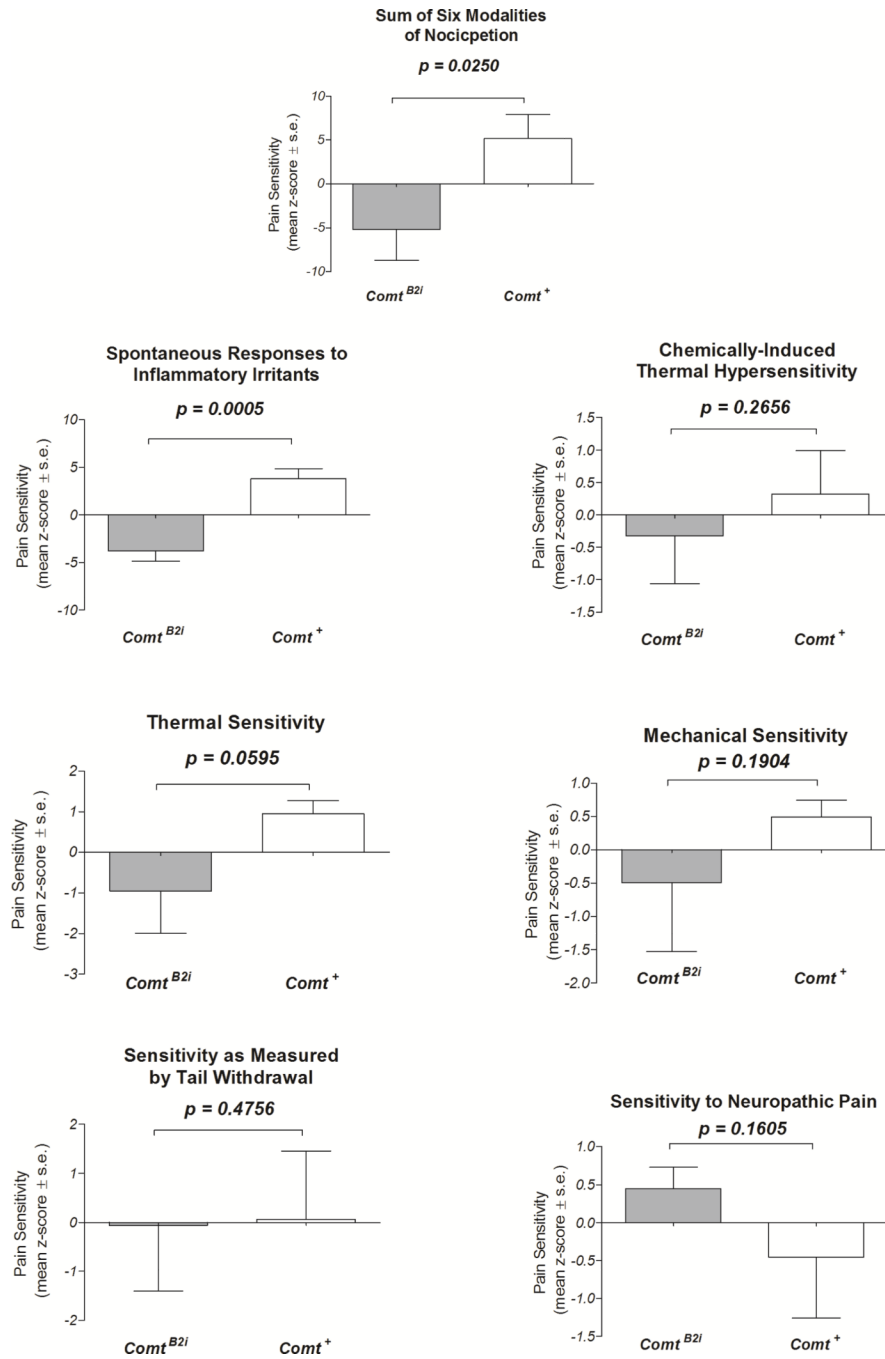 Sum of Six Modalities
of Nocicpetion
p = 0.0250
Pain Sensitivity
(mean z-score ± s.e.)
10
5
0
-5
-10
Comt B2i
Comt +
Spontaneous Responses to
Inflammatory Irritants
p = 0.0005
Pain Sensitivity
(mean z-score ± s.e.)
10
5
0
-5
-10
Comt B2i
Comt +
Chemically-Induced
Thermal Hypersensitivity
p = 0.2656
Pain Sensitivity
(mean z-score ± s.e.)
1.5
1.0
0.5
0.0
-0.5
-1.0
-1.5
Comt B2i
Comt +
Thermal Sensitivity
p = 0.0595
Pain Sensitivity
(mean z-score ± s.e.)
2
1
0
-1
-2
-3
Comt B2i
Comt +
Mechanical Sensitivity
p = 0.1904
Pain Sensitivity
(mean z-score ± s.e.)
1.0
0.5
0.0
-0.5
-1.0
-1.5
-2.0
Comt B2i
Comt +
Sensitivity as Measured
by Tail Withdrawal
p = 0.4756
Pain Sensitivity
(mean z-score ± s.e.)
2
1
0
-1
-2
Comt B2i
Comt +
Sensitivity to Neuropathic Pain
p = 0.1605
Pain Sensitivity
(mean z-score ± s.e.)
1.0
0.5
0.0
-0.5
-1.0
-1.5
Comt B2i
Comt +